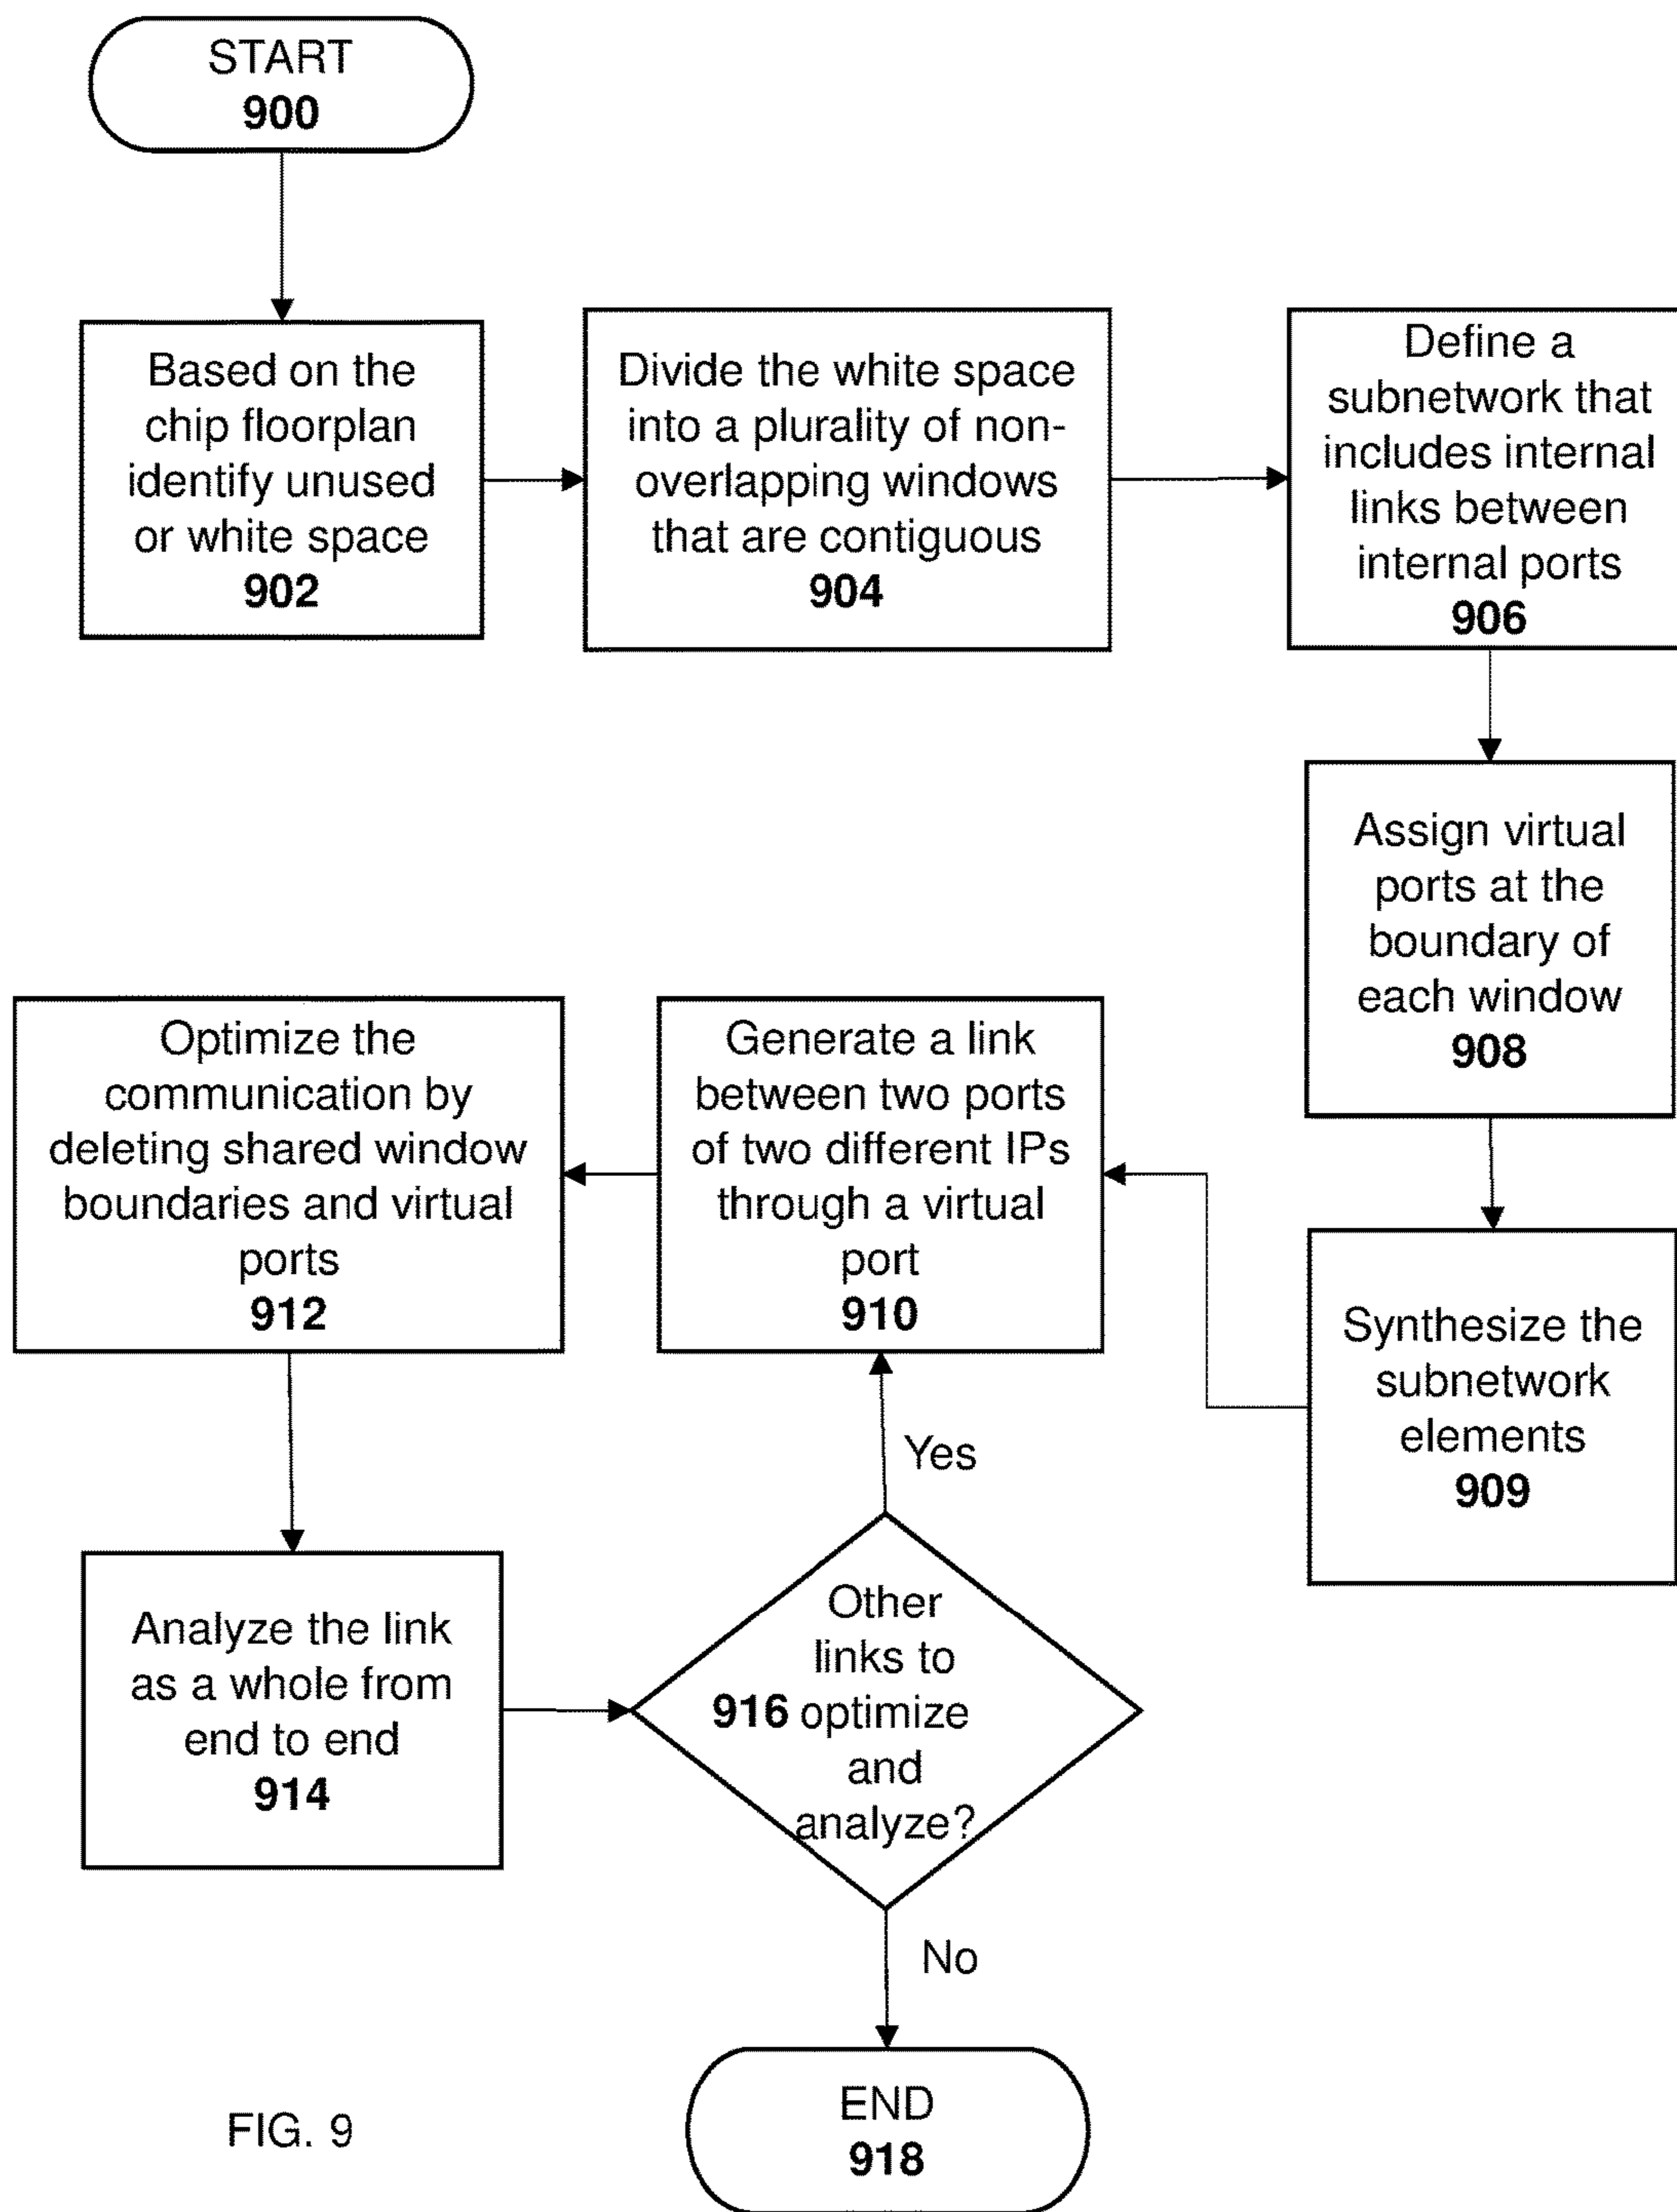 START
900
Based on the
chip floorplan
identify unused
or white space
902
Divide the white space
into a plurality of non-
overlapping windows
that are contiguous
904
Define a
subnetwork that
includes internal
links between
internal ports
906
Assign virtual
ports at the
boundary of
each window
908
Synthesize the
subnetwork
elements
909
Generate a link
between two ports
of two different IPs
through a virtual
port
910
Optimize the
communication by
deleting shared window
boundaries and virtual
ports
912
Analyze the link
as a whole from
end to end
914
Other
links to
916 optimize
and
analyze?
Yes
No
END
918
FIG. 9